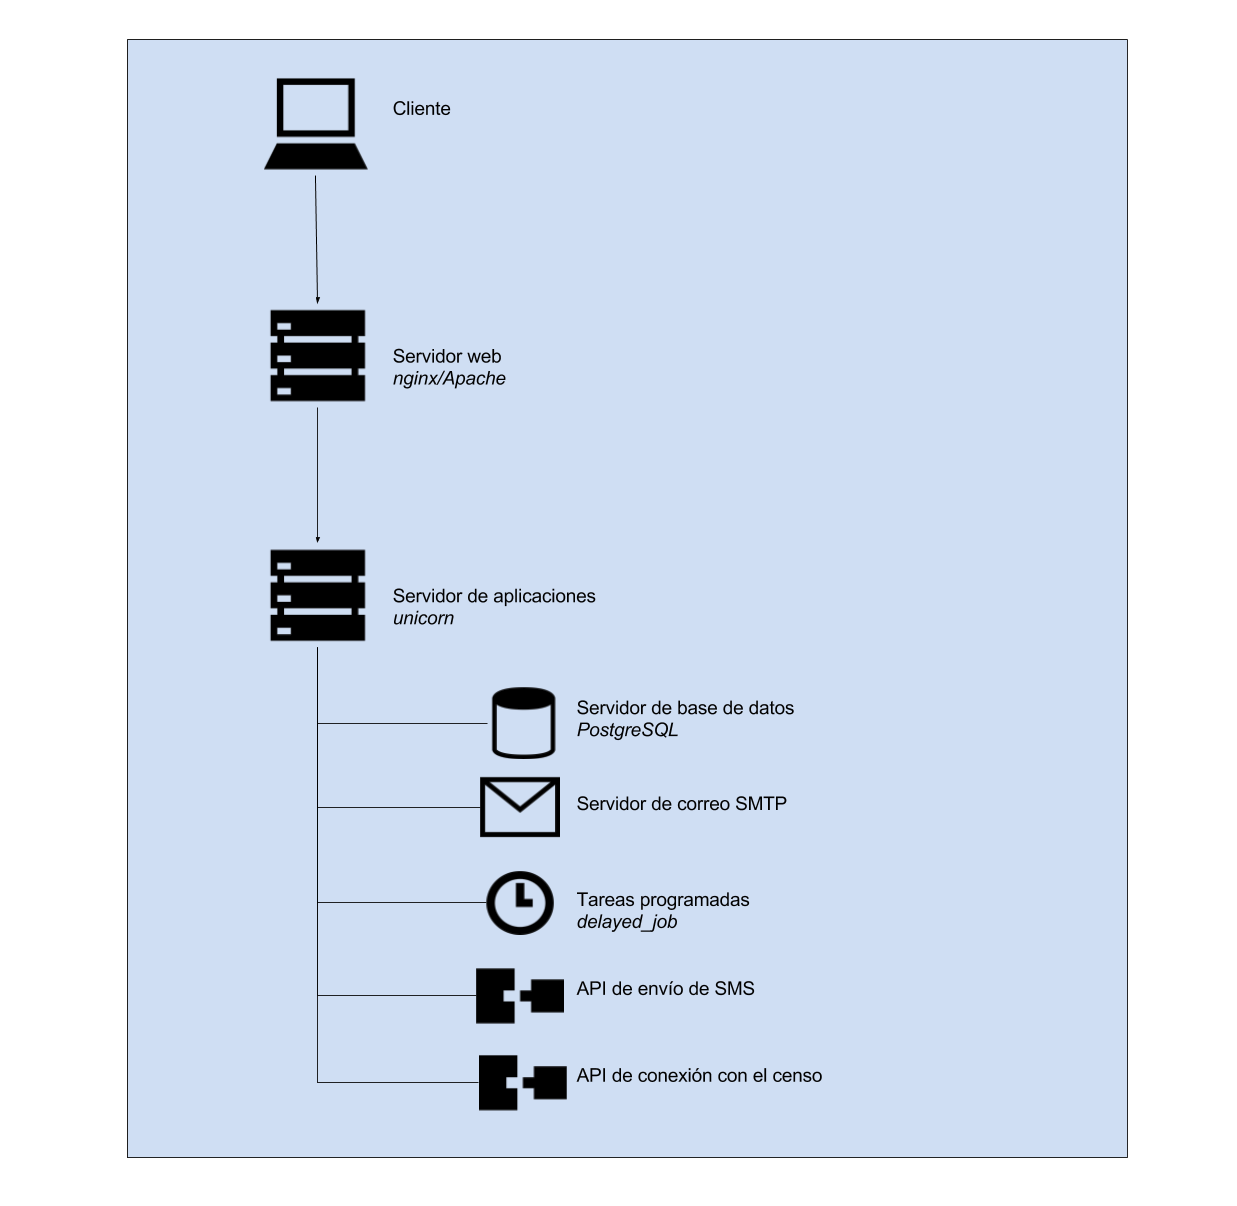 Cliente
Servidor web
nginx/Apache
Servidor de aplicaciones
unicorn
Servidor de base de datos
PostgreSQL
Servidor de correo SMTP
Tareas programadas
delayed_job
API de envío de SMS
API de conexión con el censo